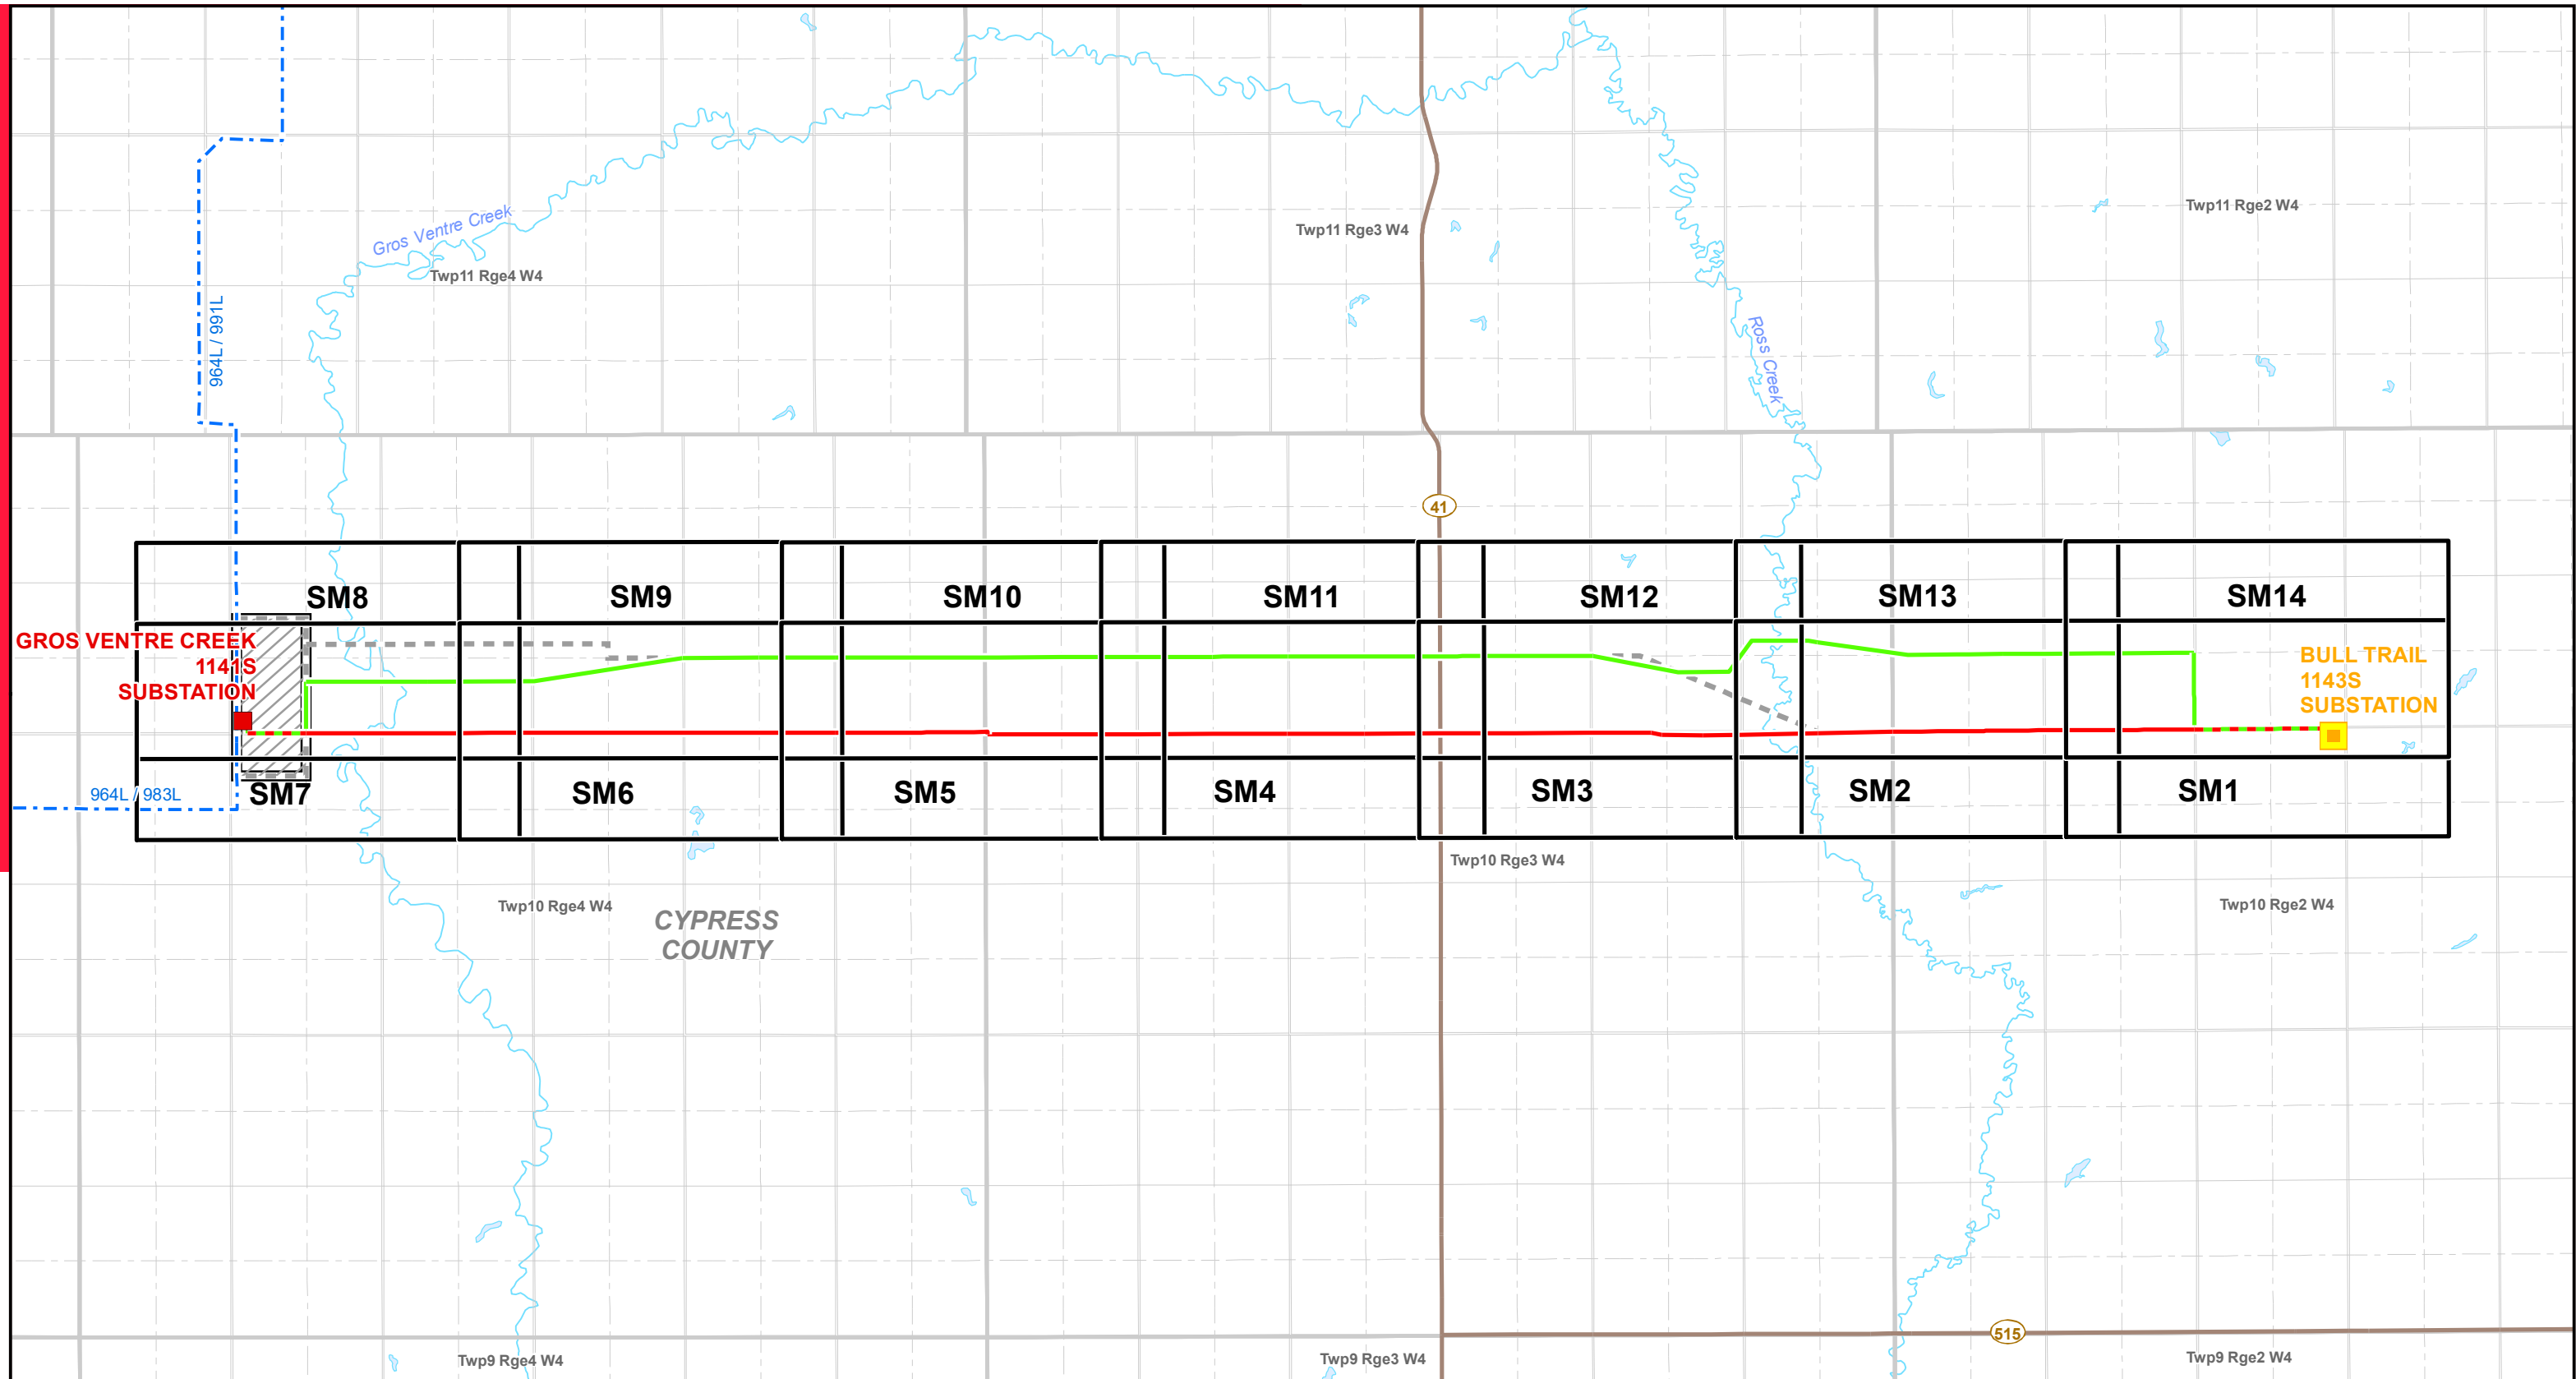 Twp11 Rge2 W4
Gros Ventre Creek
Twp11 Rge3 W4
Twp11 Rge4 W4
964L / 991L
Ross Creek
41
SM8
SM9
SM10
SM11
SM12
SM13
SM14
GROS VENTRE CREEK
1141S
SUBSTATION
BULL TRAIL
1143S
SUBSTATION
964L / 983L
SM7
SM6
SM5
SM4
SM3
SM2
SM1
Twp10 Rge3 W4
Twp10 Rge4 W4
Twp10 Rge2 W4
CYPRESS
COUNTY
515
Twp9 Rge4 W4
Twp9 Rge3 W4
Twp9 Rge2 W4